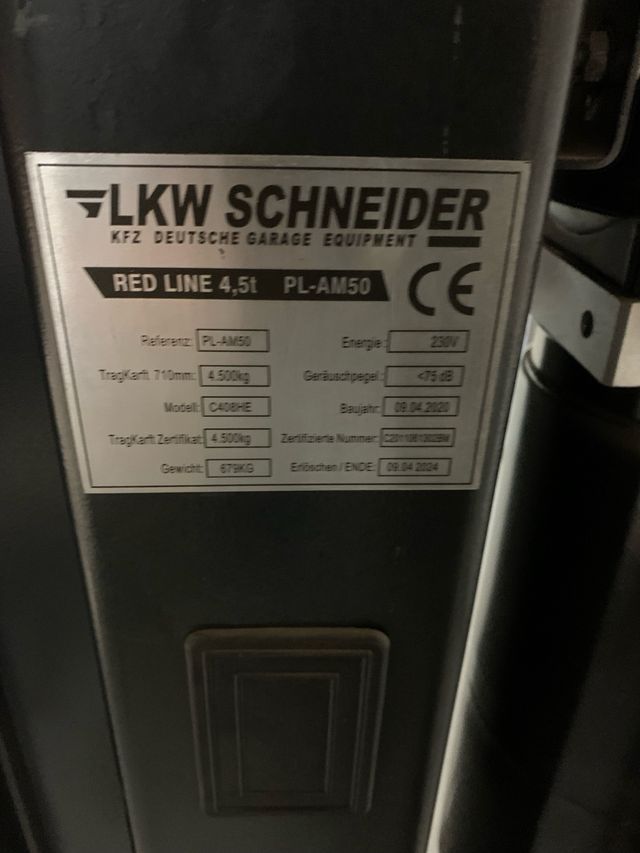 LKW SCHNEIDER
KFZ DEUTSCHE GARAGE EQUIPMENT
RED LINE 4,5t PL-AM50 CE
Referenz: PL-AM50 Energie: 230V
TragKarft 710mm: 4.500kg Geräuschpegel: <75 dB
Modell: C408HE Baujahr: 09.04.2020
TragKarft Zertifikat: 4.500kg Zertifizierte Nummer:
Gewicht: 679KG Erlöschen / ENDE: 09.04.2024